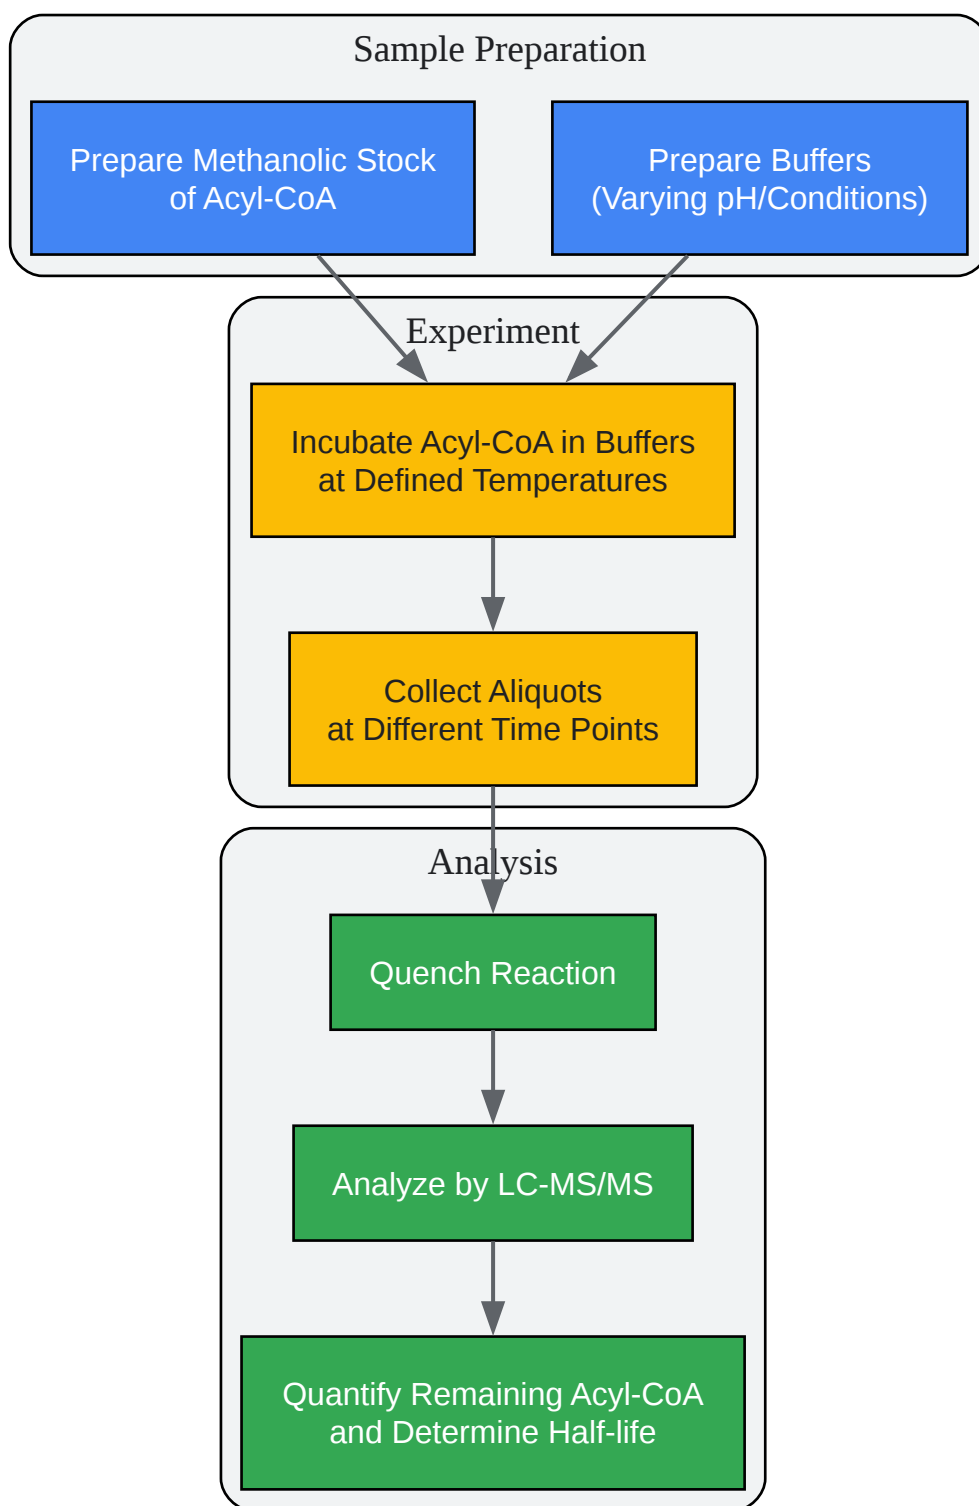 Sample Preparation
Prepare Methanolic Stock
of Acyl-CoA
Prepare Buffers
(Varying pH/Conditions)
Experiment
Incubate Acyl-CoA in Buffers
at Defined Temperatures
Collect Aliquots
at Different Time Points
Analysis
Quench Reaction
Analyze by LC-MS/MS
Quantify Remaining Acyl-CoA
and Determine Half-life